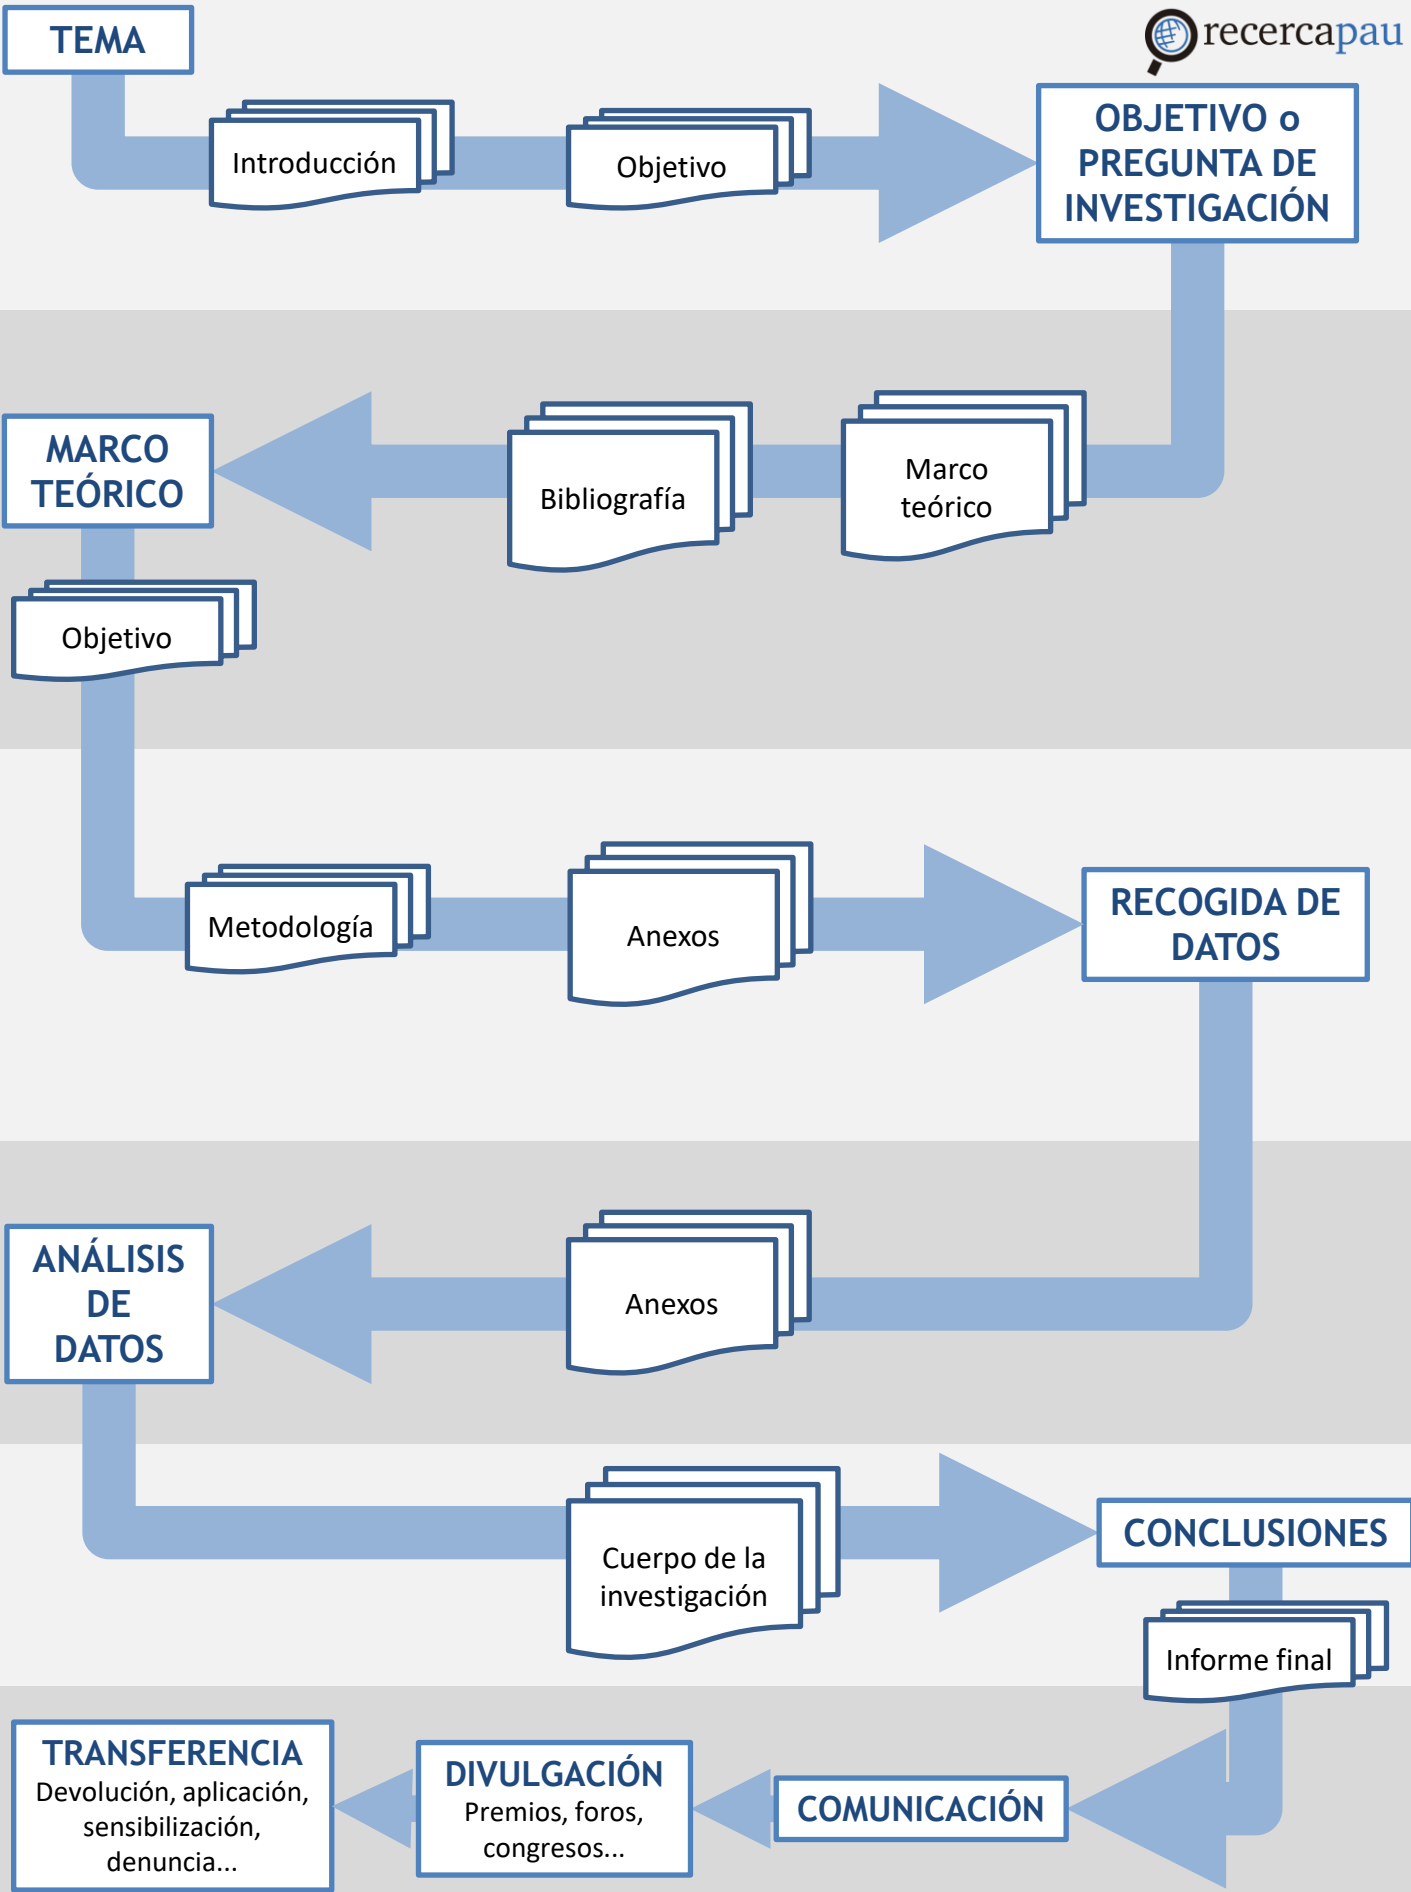 TEMA
recercapau
Introducción
Objetivo
OBJETIVO o
PREGUNTA DE
INVESTIGACIÓN
MARCO
TEÓRICO
Bibliografía
Marco
teórico
Objetivo
Metodología
Anexos
RECOGIDA DE
DATOS
ANÁLISIS
DE
DATOS
Anexos
Cuerpo de la
investigación
CONCLUSIONES
Informe final
TRANSFERENCIA
Devolución, aplicación,
sensibilización,
denuncia...
DIVULGACIÓN
Premios, foros,
congresos...
COMUNICACIÓN